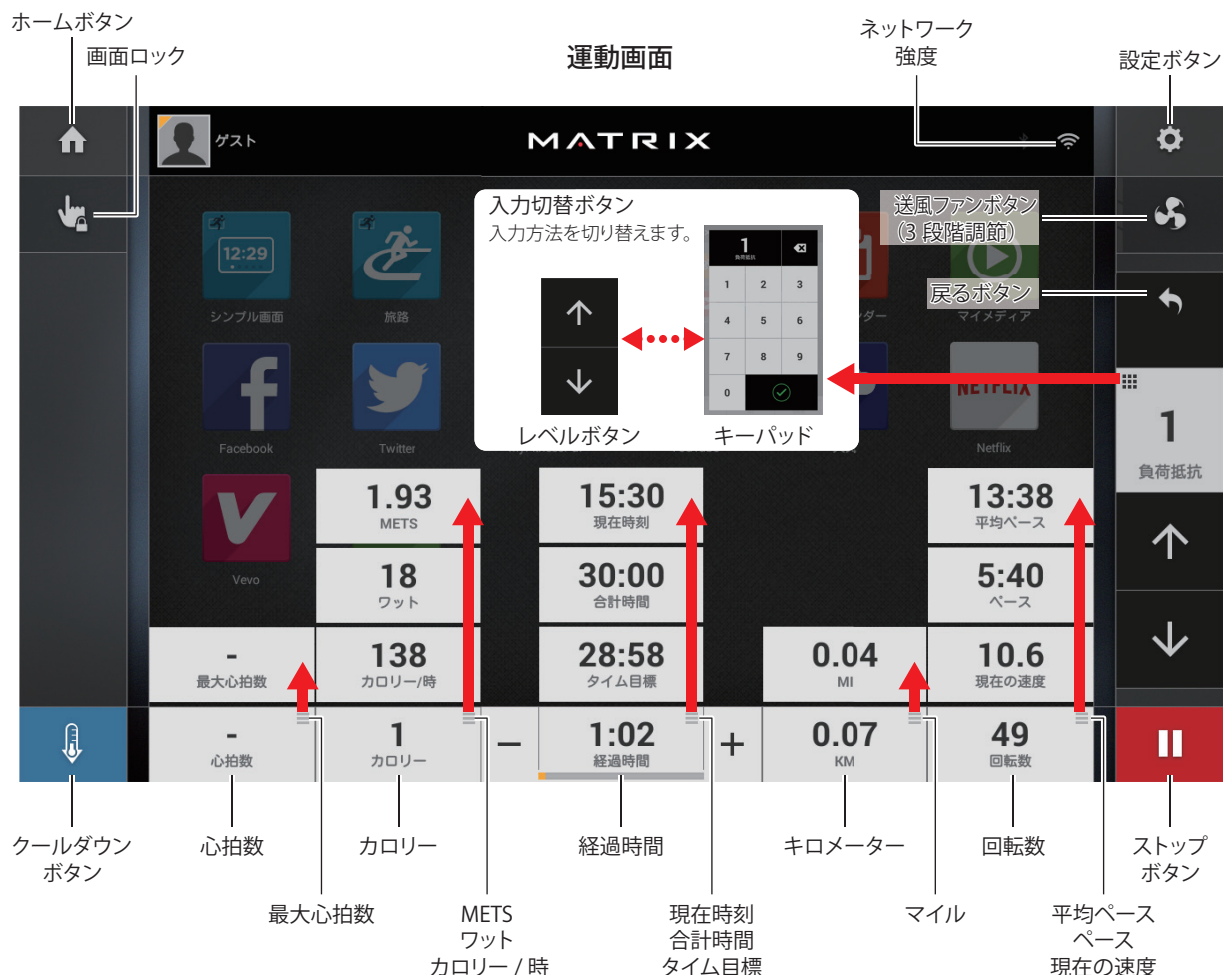 ホームボタン
画面ロック
運動画面
ネットワーク
強度
設定ボタン
ゲスト
MATRIX
入力切替ボタン
入力方法を切り替えます。
送風ファンボタン
(3 段階調節)
戻るボタン
12:29
シンプル画面
旅路
ンダー
マイメディア
1
負荷抵抗
1 2 3
4 5 6
7 8 9
0
レベルボタン
キーパッド
NETFLIX
Facebook
Twitter
Netflix
1
負荷抵抗
Vevo
1.93
METS
15:30
現在時刻
13:38
平均ペース
18
ワット
30:00
合計時間
5:40
ペース
-
最大心拍数
138
カロリー/時
28:58
タイム目標
0.04
MI
10.6
現在の速度
-
心拍数
1
カロリー
−
1:02
経過時間
+
0.07
KM
49
回転数
クールダウン
ボタン
心拍数
カロリー
経過時間
キロメーター
回転数
ストップ
ボタン
最大心拍数
METS
ワット
カロリー / 時
現在時刻
合計時間
タイム目標
マイル
平均ペース
ペース
現在の速度